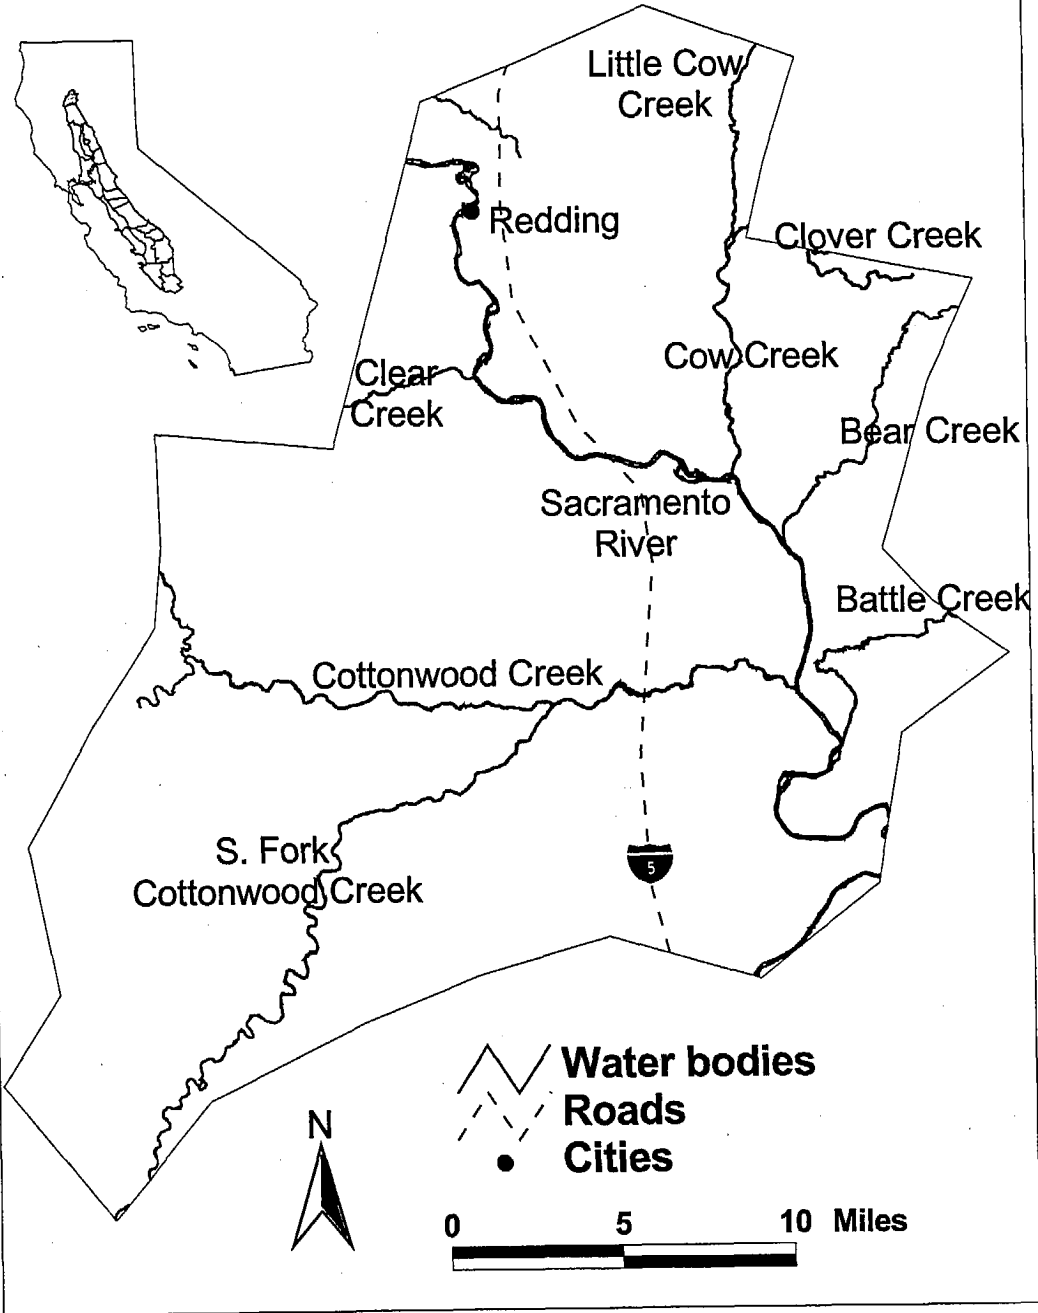 Little Cow
Creek
Redding
Clover Creek
Cow Creek
Clear
Creek
Bear Creek
Sacramento
River
Battle Creek
Cottonwood Creek
S. Fork
Cottonwood Creek
5
Water bodies
Roads
Cities
N
0 5 10 Miles